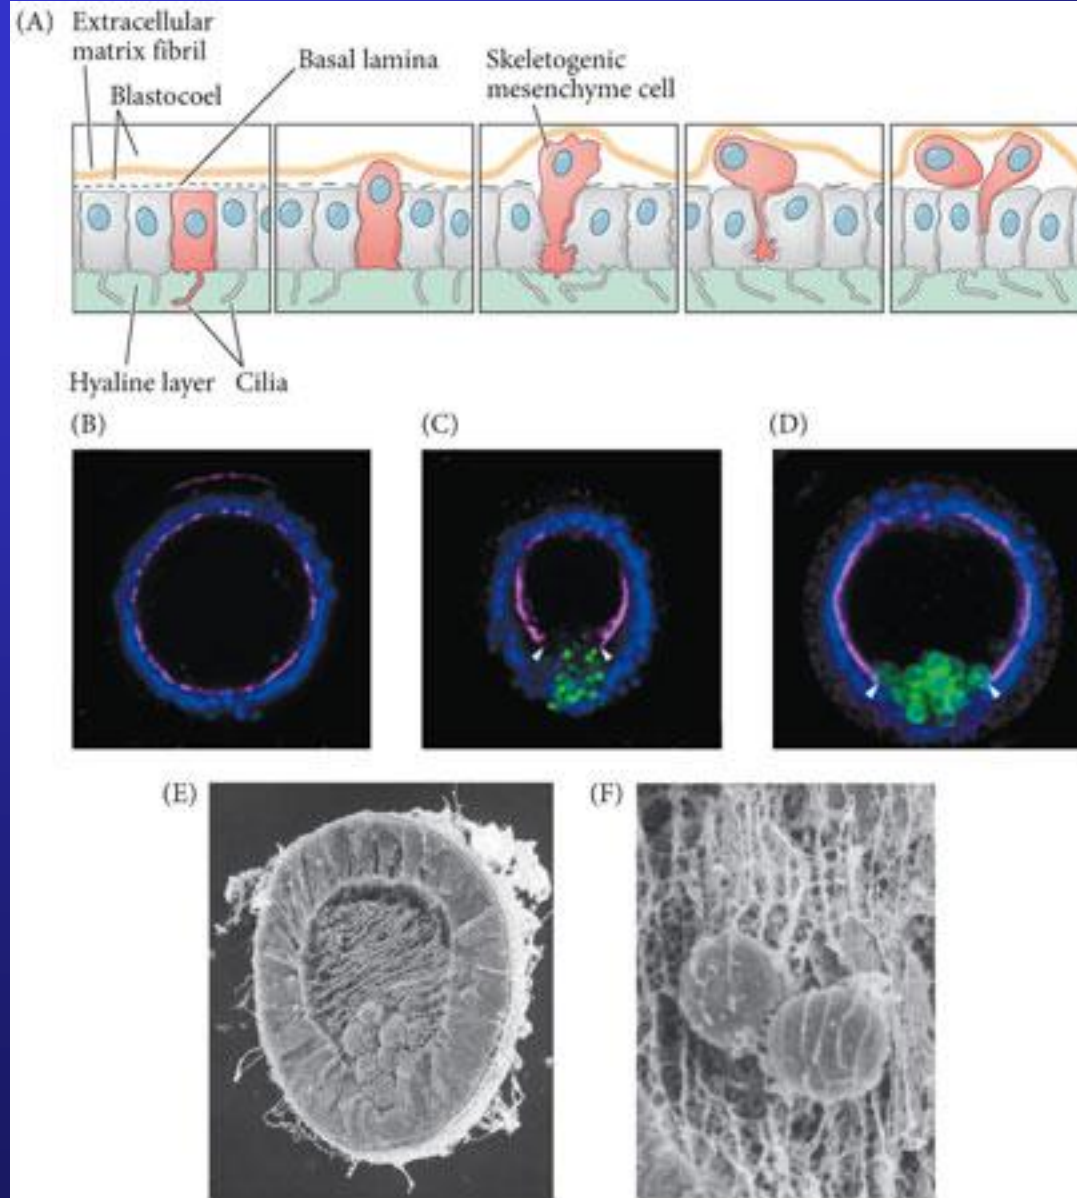 (A) Extracellular
matrix fibril
Blastocoel
Basal lamina
Skeletogenic
mesenchyme cell
Hyaline layer
Cilia
(B)
(C)
(D)
(E)
(F)